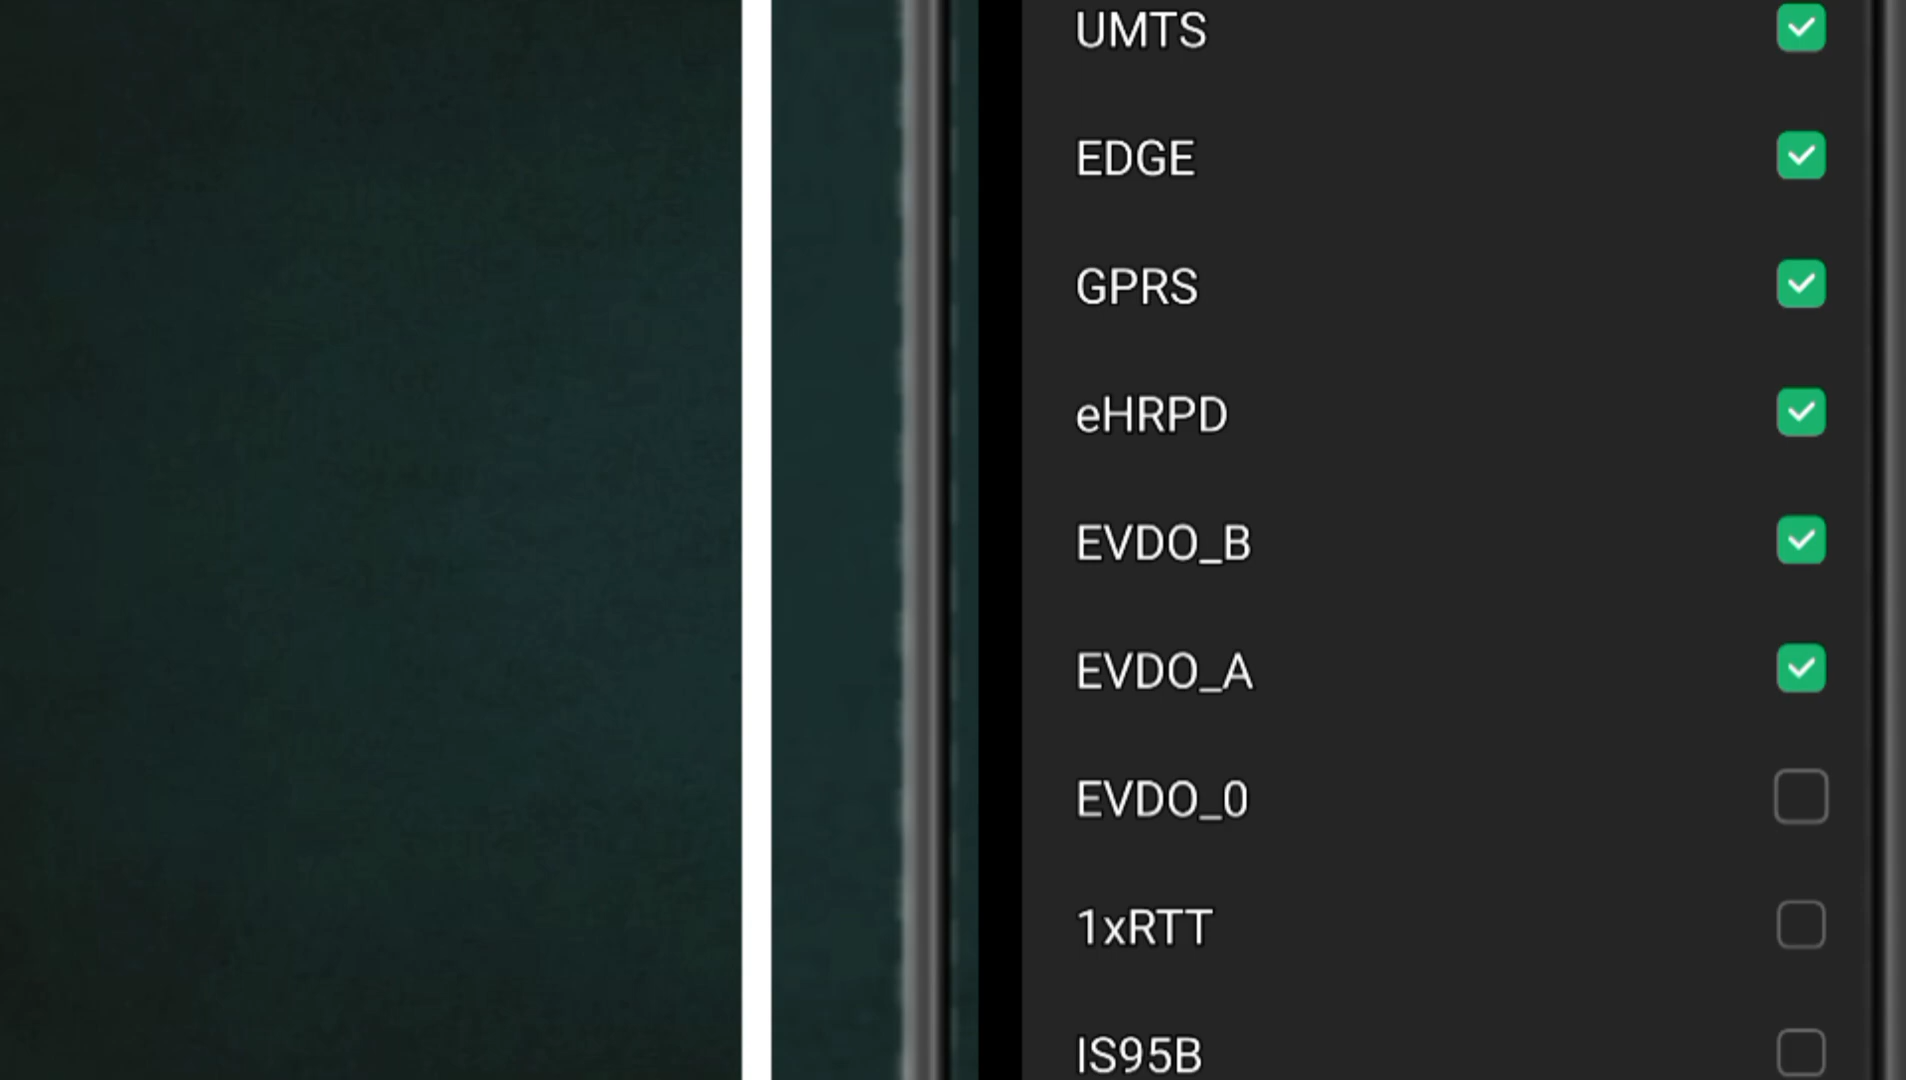 UMTS
EDGE
GPRS
eHRPD
EVDO_B
EVDO_A
EVDO_0
1xRTT
IS95B